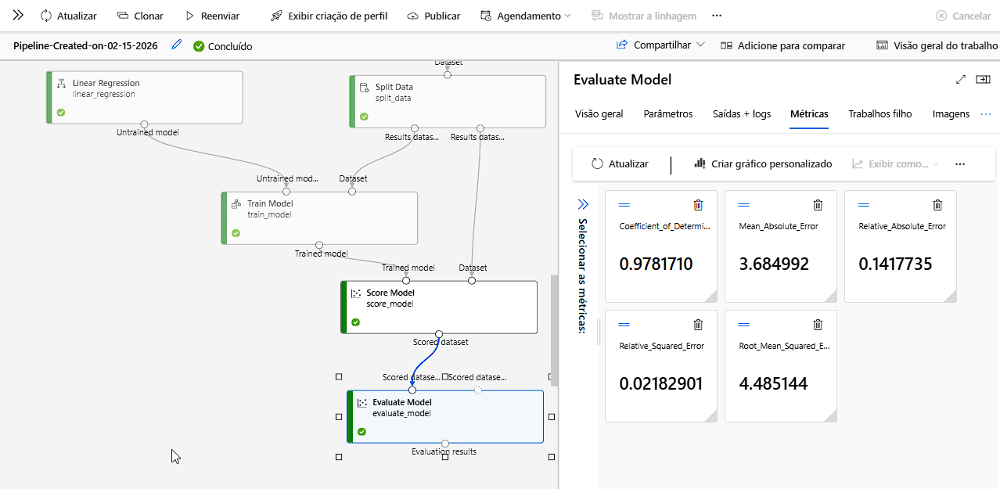 Atualizar Clonar Reenviar Exibir criação de perfil Publicar Agendamento Mostrar a linhagem ... Cancelar
Pipeline-Created-on-02-15-2026 Concluído Compartilhar Adicione para comparar Visão geral do trabalho
Dataset
Linear Regression
linear_regression
Untrained model
Split Data
split_data
Results datas... Results datas...
Untrained mod... Dataset
Train Model
train_model
Trained model
Trained model Dataset
Score Model
score_model
Scored dataset
Scored datase... Scored datase...
Evaluate Model
evaluate_model
Evaluation results
Evaluate Model
Visão geral Parâmetros Saídas + logs Métricas Trabalhos filho Imagens ...
Atualizar Criar gráfico personalizado Exibir como... ...
Selecionar as métricas:
Coefficient_of_Determi...
0.9781710
Mean_Absolute_Error
3.684992
Relative_Absolute_Error
0.1417735
Relative_Squared_Error
0.02182901
Root_Mean_Squared_E...
4.485144